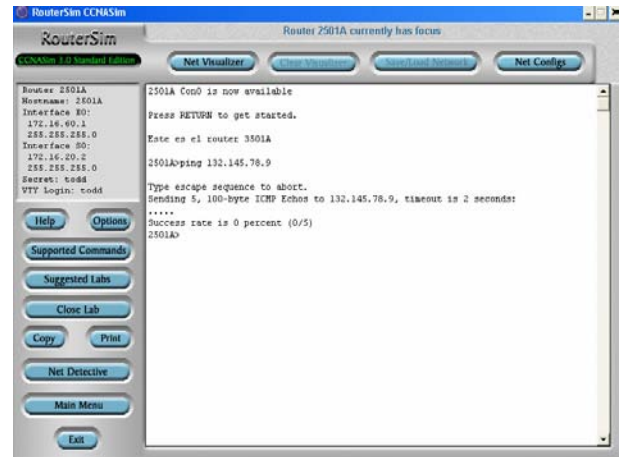 RouterSim CCNASim
RouterSim
CCNASim 1.0 Standard Edition
Router 2501A currently has focus
Net Visualizer
Clear Visualizer
Save/Load Network
Net Configs
Router 2501A
Hostname: 2501A
Interface E0:
172.16.60.1
255.255.255.0
Interface S0:
172.16.20.2
255.255.255.0
Secret: todd
VTY Login: todd
Help
Options
Supported Commands
Suggested Labs
Close Lab
Copy
Print
Net Detective
Main Menu
Exit
2501A Con0 is now available
Press RETURN to get started.
Este es el router 3501A
2501A>ping 132.145.78.9
Type escape sequence to abort.
Sending 5, 100-byte ICMP Echos to 132.145.78.9, timeout is 2 seconds:
.....
Success rate is 0 percent (0/5)
2501A>